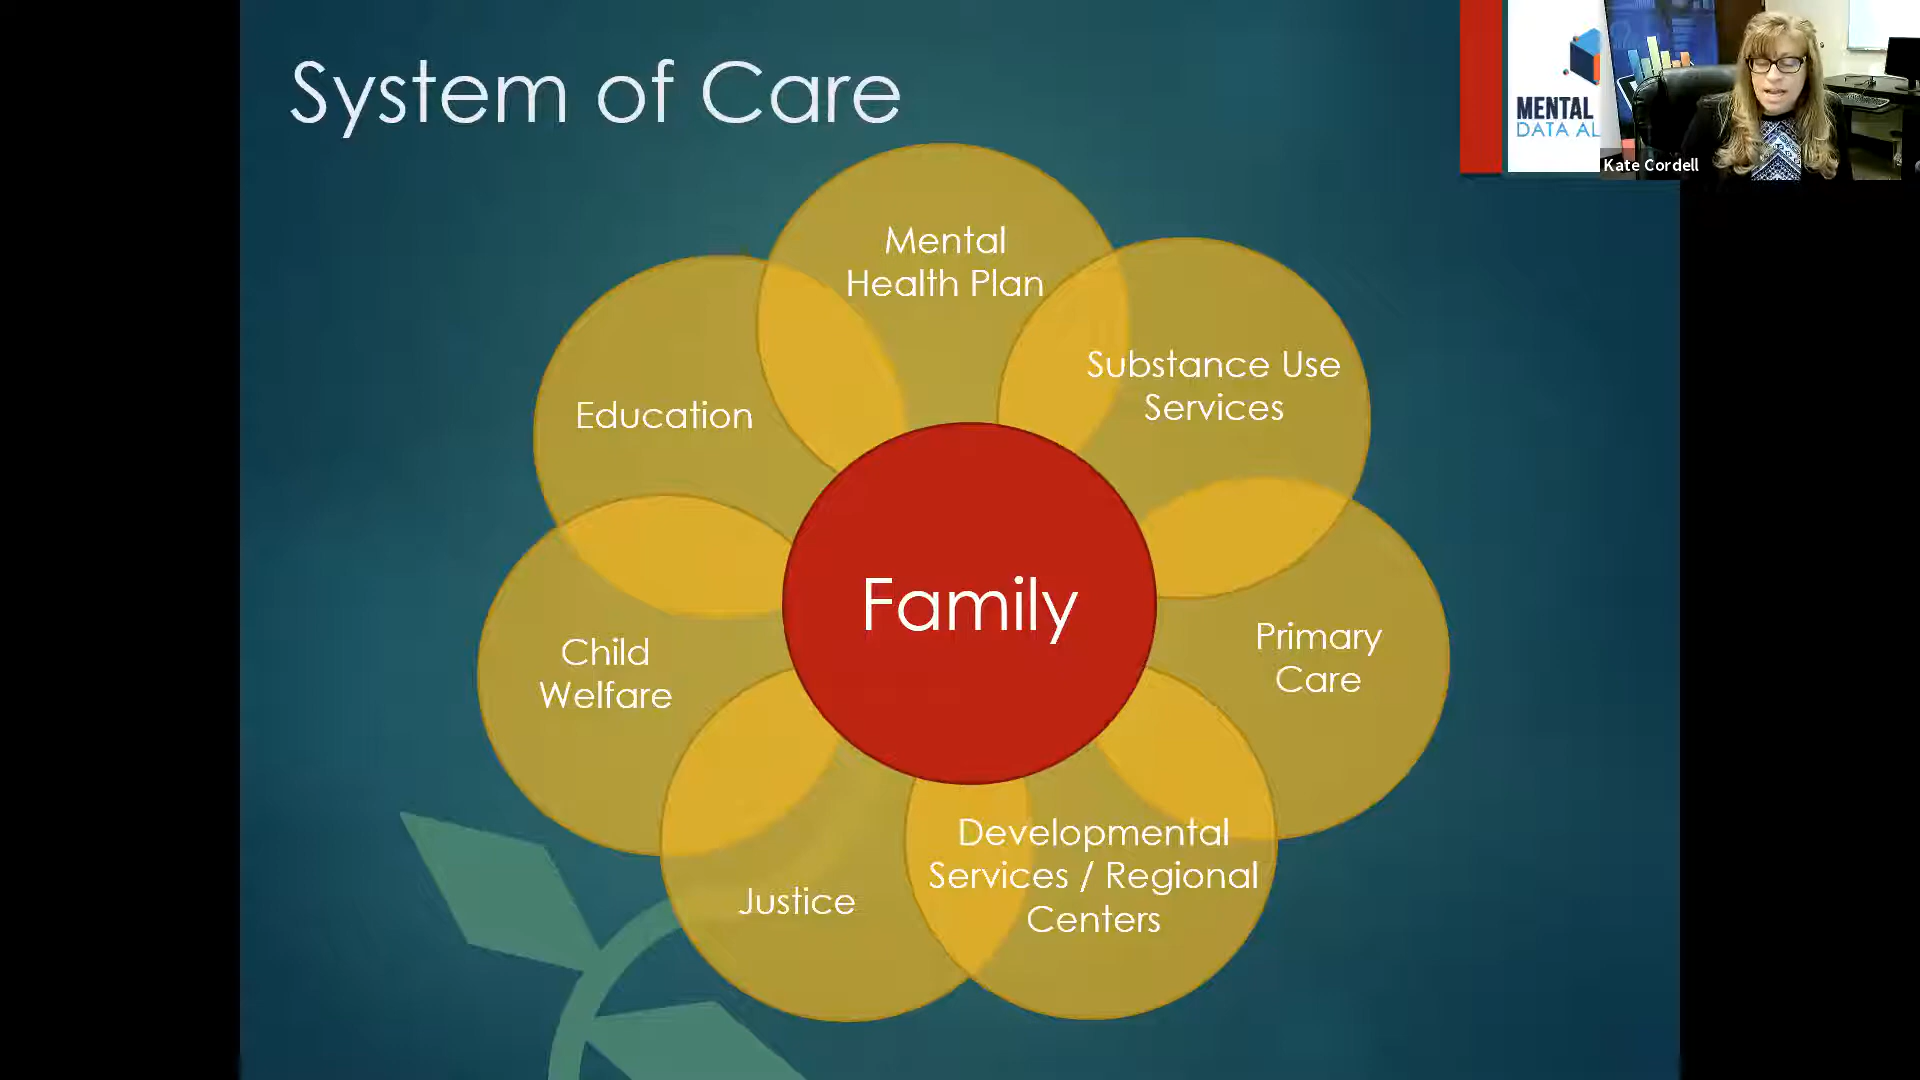 System of Care
MENTAL
DATA AL
Kate Cordell
Mental
Health Plan
Substance Use
Services
Education
Family
Primary
Care
Child
Welfare
Developmental
Services / Regional
Centers
Justice